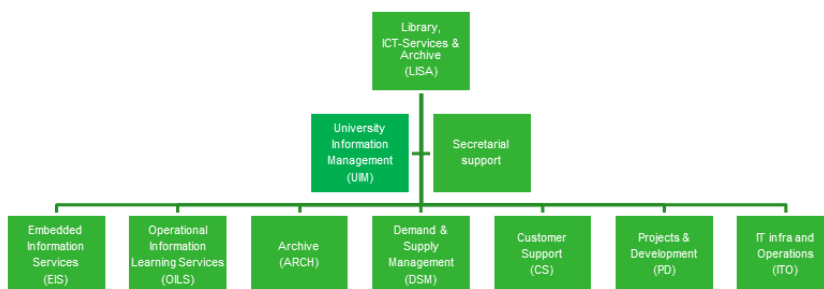 Library,
ICT-Services &
Archive
(LISA)
University
Information
Management
(UIM)
Secretarial
support
Embedded
Information
Services
(EIS)
Operational
Information
Learning Services
(OILS)
Archive
(ARCH)
Demand &
Supply
Management
(DSM)
Customer
Support
(CS)
Projects &
Development
(PD)
IT infra and
Operations
(ITO)